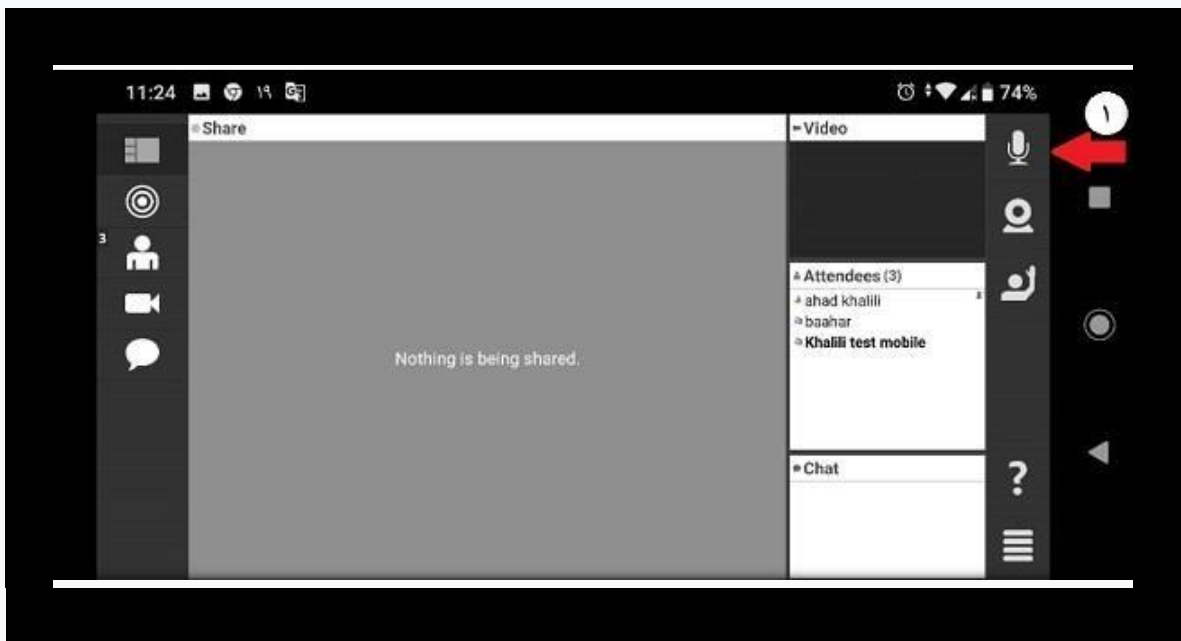 11:24 ۱۹ 74%
۱
Share
Video
3
Attendees (3)
ahad khalili
baahar
Khalili test mobile
Nothing is being shared.
Chat
?